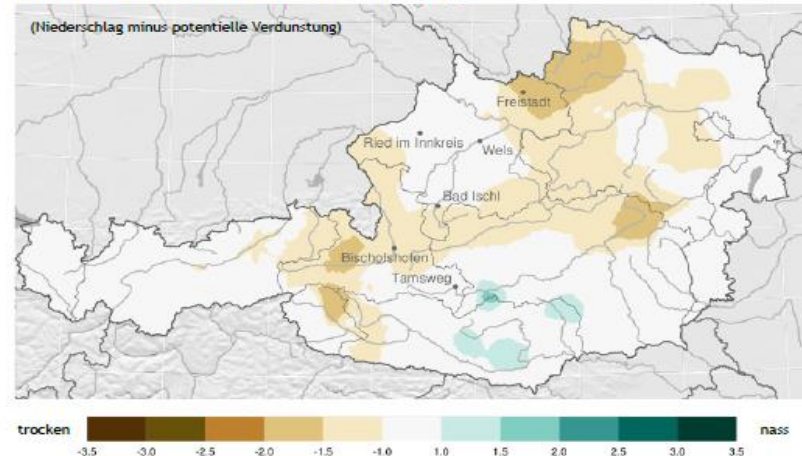 (Niederschlag minus potentielle Verdunstung)
Freistadt
Ried im Innkreis
Wels
Bad Ischl
Bischolshofen
Tamsweg
trocken
nass
-3.5 -3.0 -2.5 -2.0 -1.5 -1.0 1.0 1.5 2.0 2.5 3.0 3.5